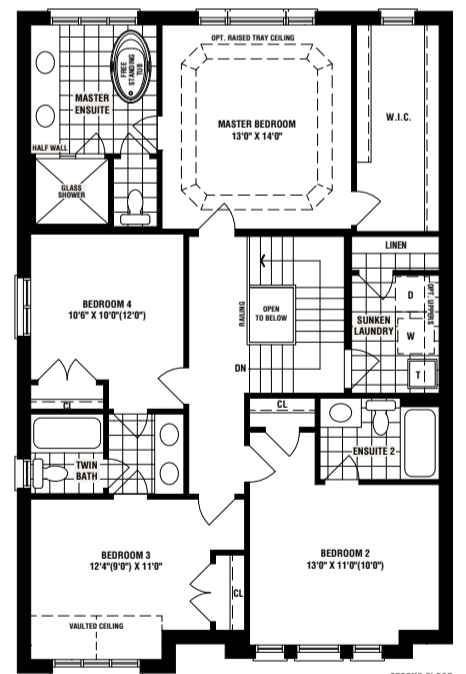 OPT. RAISED TRAY CEILING
FREE
STANDING
TUB
MASTER
ENSUITE
MASTER BEDROOM
13'0" X 14'0"
W.I.C.
HALF WALL
GLASS
SHOWER
LINEN
BEDROOM 4
10'6" X 10'0"(12'0")
RAILING
OPEN
TO BELOW
D
OPT. UPPERS
SUNKEN
LAUNDRY
W
DN
T
CL
CL
TWIN
BATH
ENSUITE 2
BEDROOM 3
12'4"(9'0") X 11'0"
BEDROOM 2
13'0" X 11'0"(10'0")
CL
VAULTED CEILING